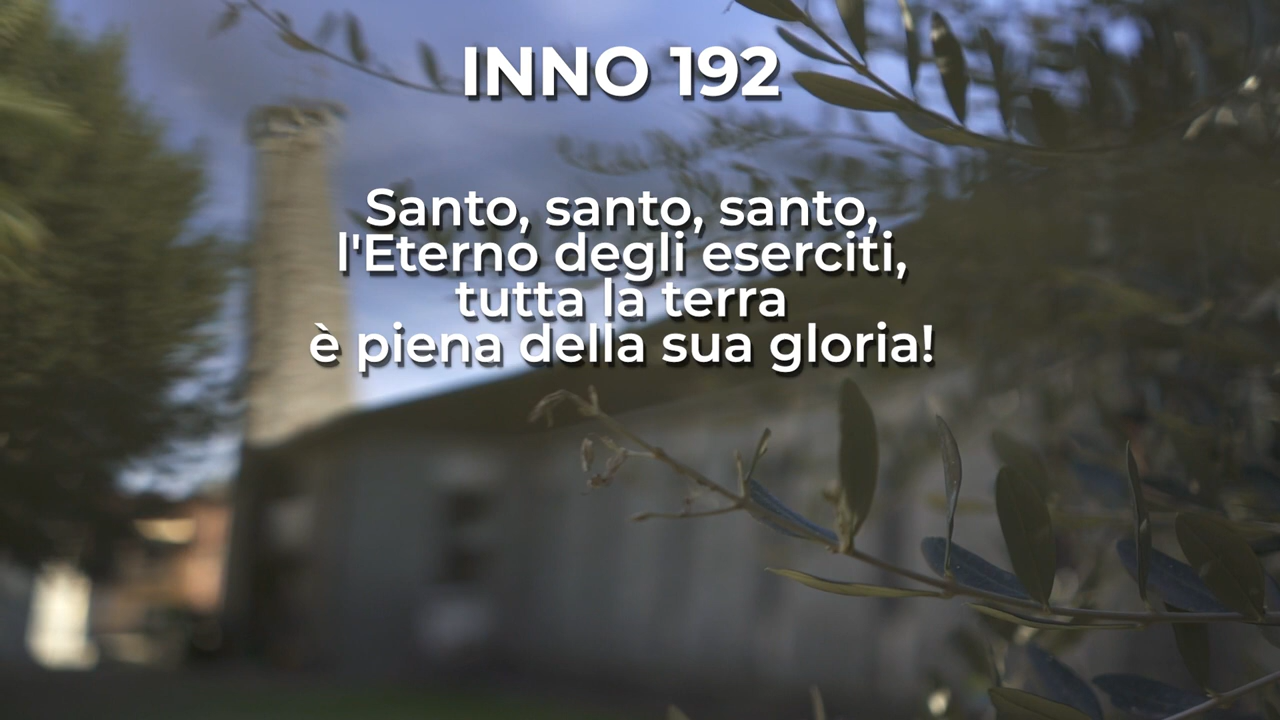 INNO 192
Santo, santo, santo,
l'Eterno degli eserciti,
tutta la terra
è piena della sua gloria!